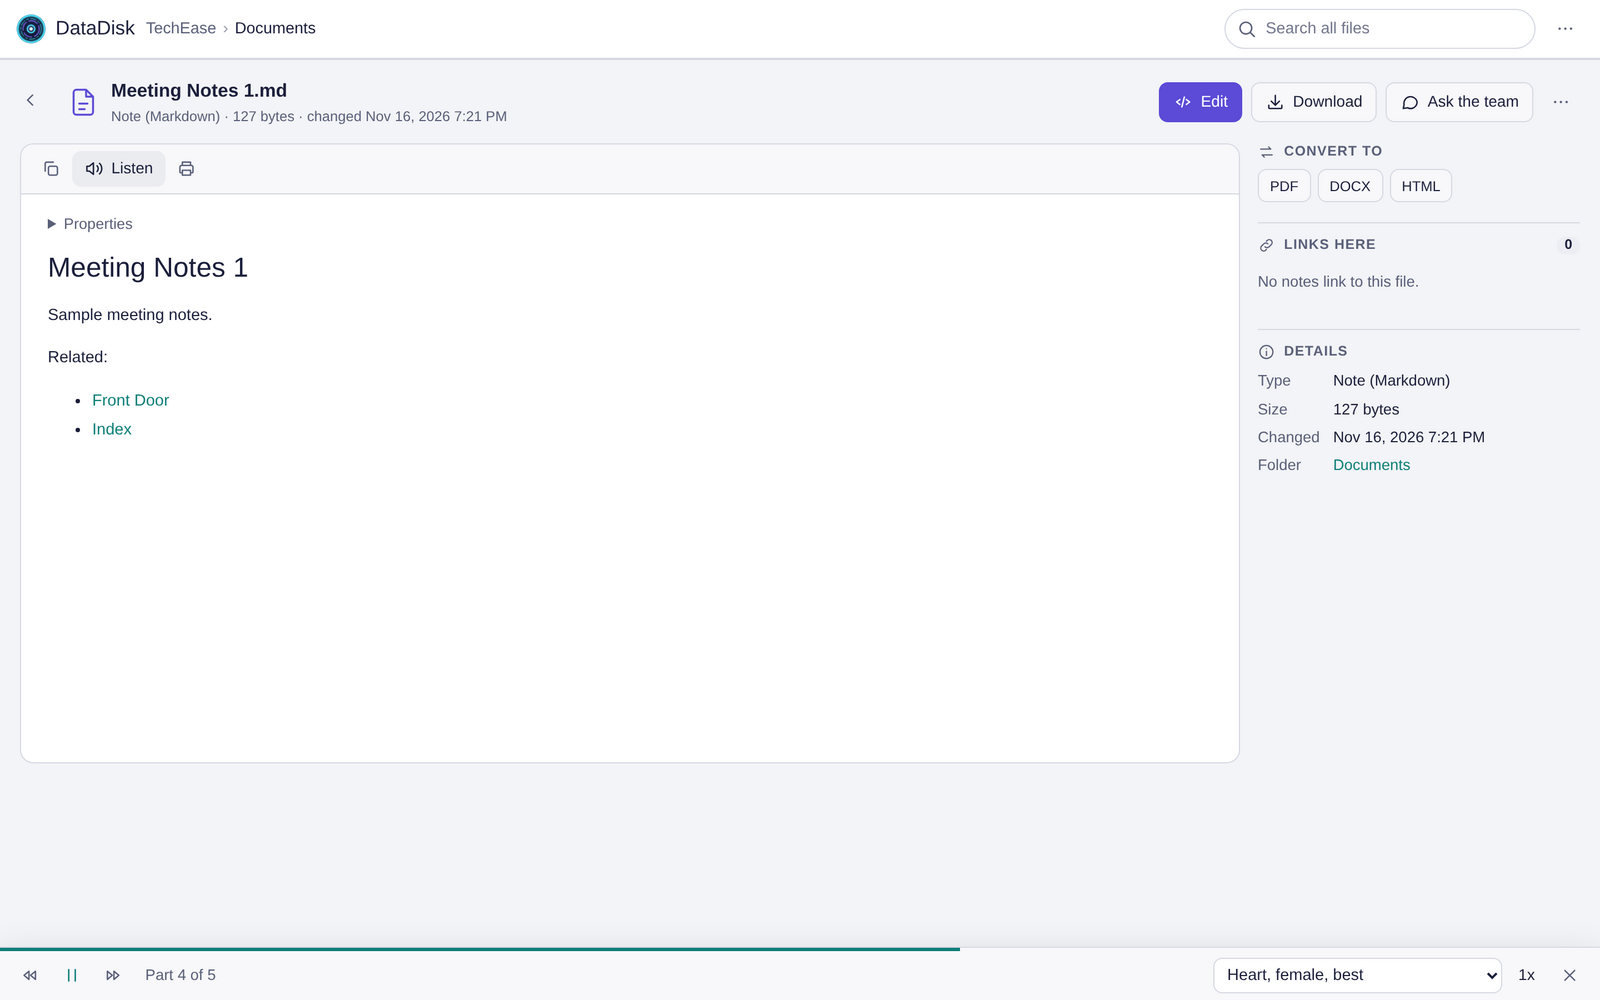 DataDisk TechEase › Documents
Search all files
Meeting Notes 1.md
Note (Markdown) · 127 bytes · changed Nov 16, 2026 7:21 PM
Edit
Download
Ask the team
Listen
Properties
Meeting Notes 1
Sample meeting notes.
Related:
• Front Door
• Index
CONVERT TO
PDF DOCX HTML
LINKS HERE 0
No notes link to this file.
DETAILS
Type Note (Markdown)
Size 127 bytes
Changed Nov 16, 2026 7:21 PM
Folder Documents
Part 4 of 5
Heart, female, best
1x